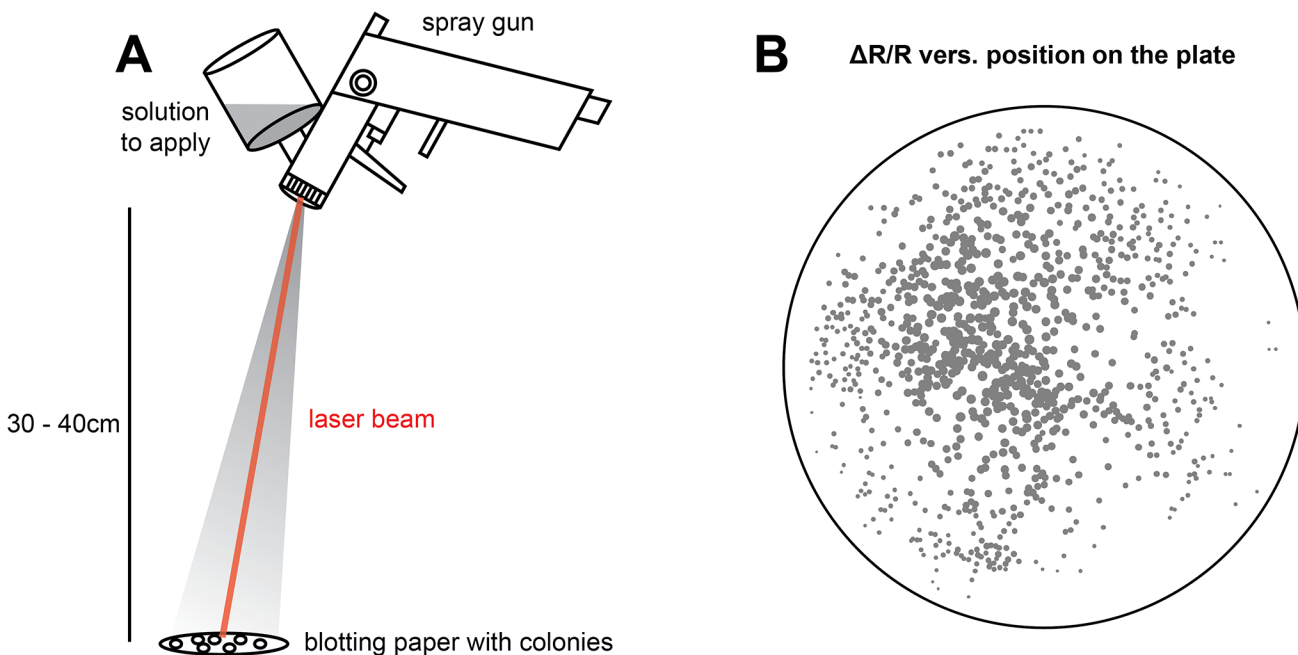 A
spray gun
solution
to apply
30 - 40cm
laser beam
blotting paper with colonies
B
ΔR/R vers. position on the plate